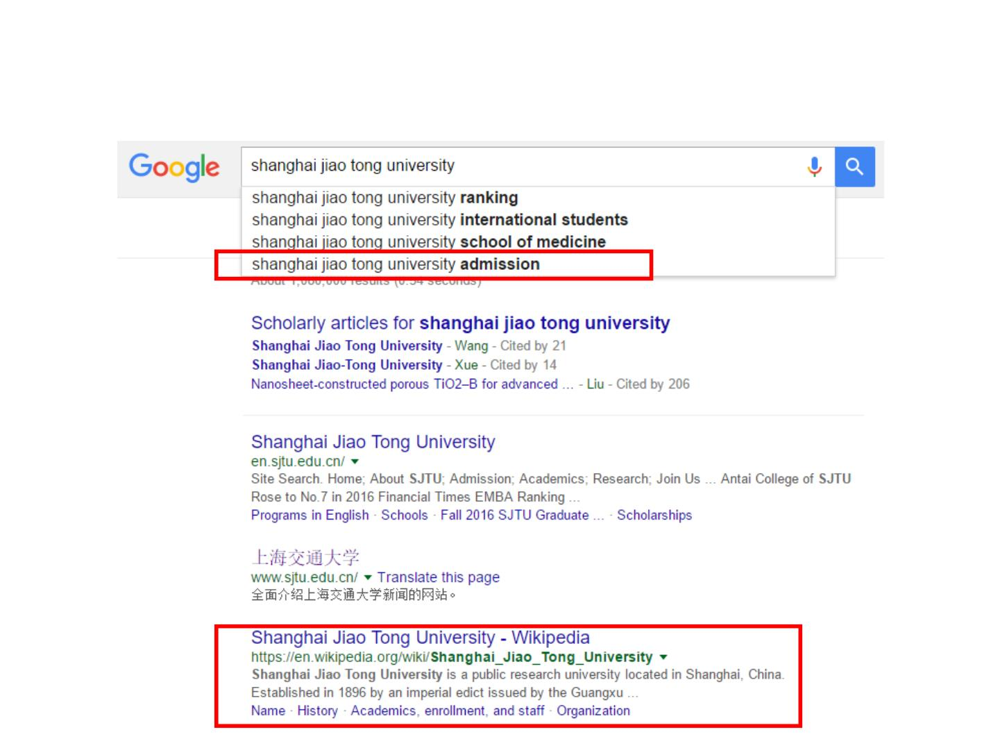 Google
shanghai jiao tong university
shanghai jiao tong university ranking
shanghai jiao tong university international students
shanghai jiao tong university school of medicine
shanghai jiao tong university admission
Scholarly articles for shanghai jiao tong university
Shanghai Jiao Tong University - Wang - Cited by 21
Shanghai Jiao-Tong University - Xue - Cited by 14
Nanosheet-constructed porous TiO2–B for advanced ... - Liu - Cited by 206
Shanghai Jiao Tong University
en.sjtu.edu.cn/
Site Search. Home; About SJTU; Admission; Academics; Research; Join Us ... Antai College of SJTU
Rose to No.7 in 2016 Financial Times EMBA Ranking ...
Programs in English · Schools · Fall 2016 SJTU Graduate ... · Scholarships
上海交通大学
www.sjtu.edu.cn/ Translate this page
全面介绍上海交通大学新闻的网站。
Shanghai Jiao Tong University - Wikipedia
https://en.wikipedia.org/wiki/Shanghai_Jiao_Tong_University
Shanghai Jiao Tong University is a public research university located in Shanghai, China.
Established in 1896 by an imperial edict issued by the Guangxu ...
Name · History · Academics, enrollment, and staff · Organization